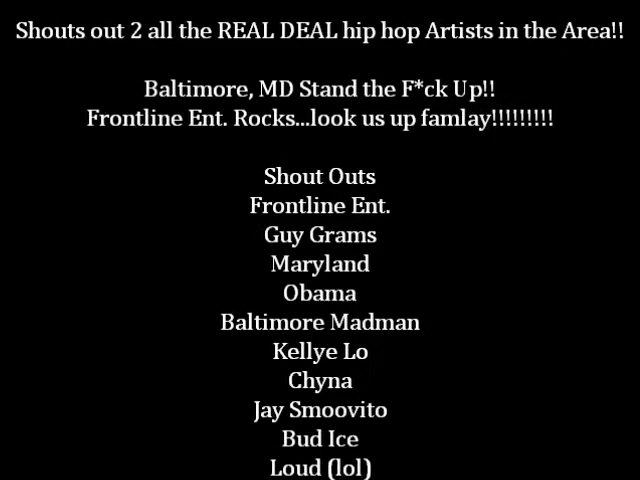 Shouts out 2 all the REAL DEAL hip hop Artists in the Area!!
Baltimore, MD Stand the F*ck Up!!
Frontline Ent. Rocks...look us up famlay!!!!!!!!!
Shout Outs
Frontline Ent.
Guy Grams
Maryland
Obama
Baltimore Madman
Kellye Lo
Chyna
Jay Smoovito
Bud Ice
Loud (lol)